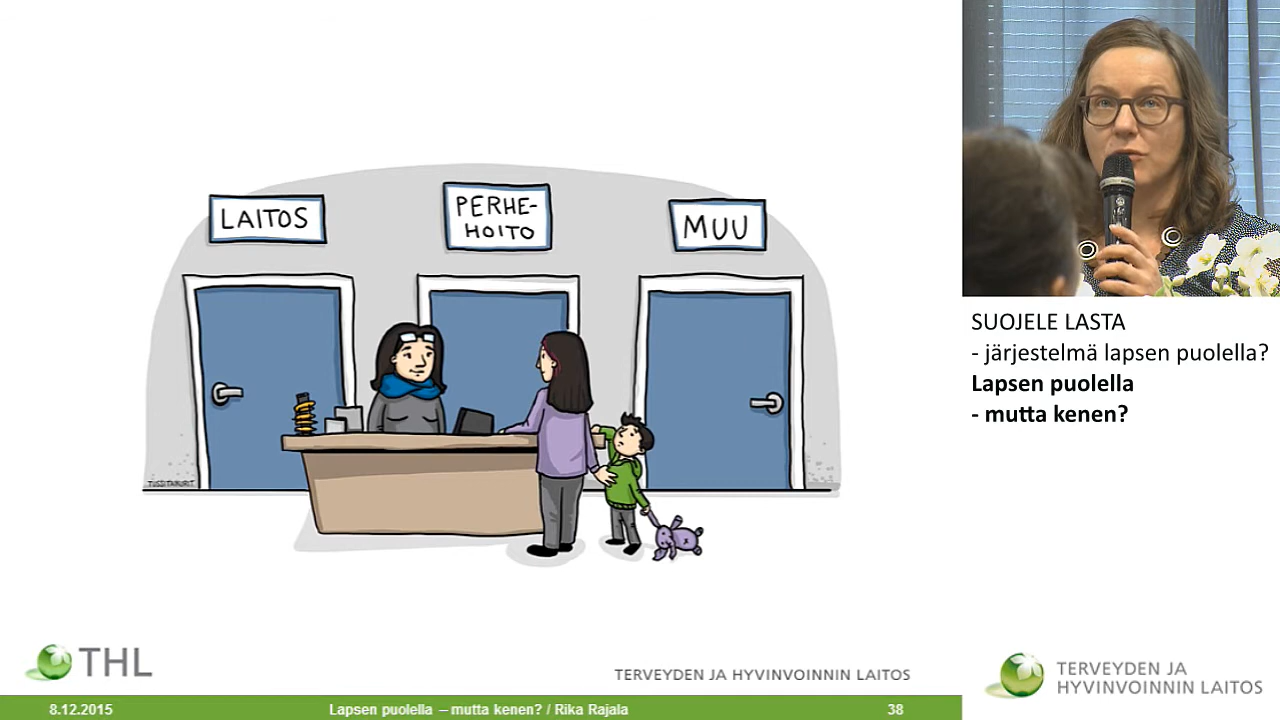 LAITOS
PERHE-
HOITO
MUU
TUSSITAIKURIT
THL
TERVEYDEN JA HYVINVOINNIN LAITOS
8.12.2015
Lapsen puolella – mutta kenen? / Rika Rajala
38
SUOJELE LASTA
- järjestelmä lapsen puolella?
Lapsen puolella
- mutta kenen?
TERVEYDEN JA
HYVINVOINNIN LAITOS